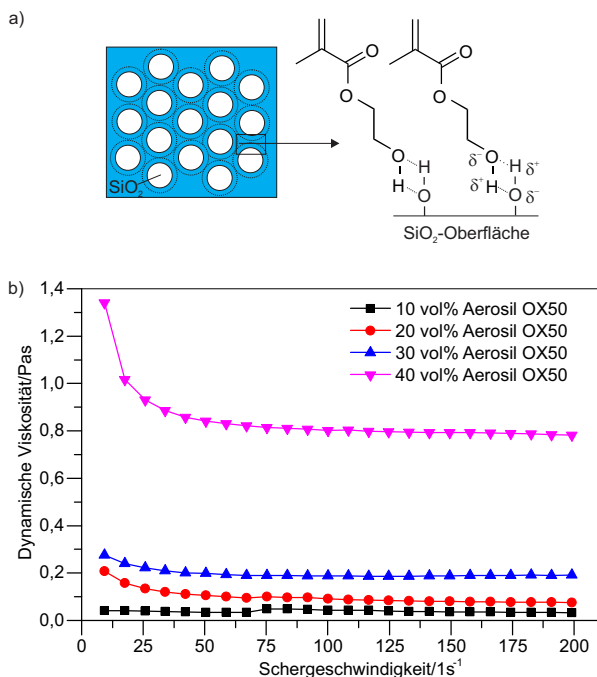 a)
SiO₂
O
O
O
H
H
O
O
O
O
δ⁻
H
δ⁺
δ⁺
H
O
δ⁻
SiO₂-Oberfläche
b)
1,4
1,2
1,0
0,8
0,6
0,4
0,2
0,0
Dynamische Viskosität/Pas
10 vol% Aerosil OX50
20 vol% Aerosil OX50
30 vol% Aerosil OX50
40 vol% Aerosil OX50
0 25 50 75 100 125 150 175 200
Schergeschwindigkeit/1s⁻¹